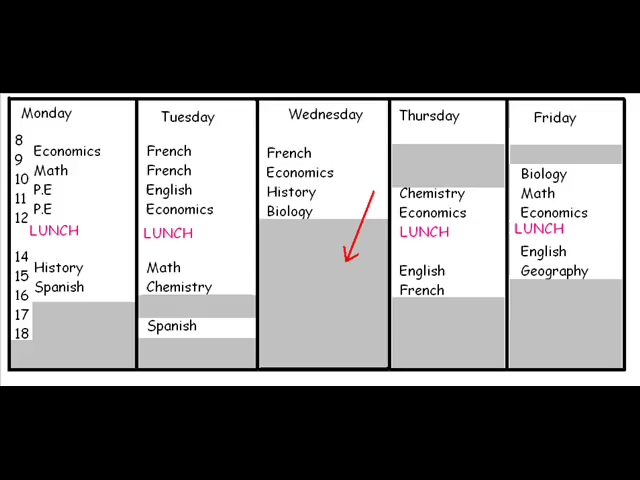 Monday
8
9
10
11
12
14
15
16
17
18
Economics
Math
P.E
P.E
LUNCH
History
Spanish
Tuesday
French
French
English
Economics
LUNCH
Math
Chemistry
Spanish
Wednesday
French
Economics
History
Biology
Thursday
Chemistry
Economics
LUNCH
English
French
Friday
Biology
Math
Economics
LUNCH
English
Geography